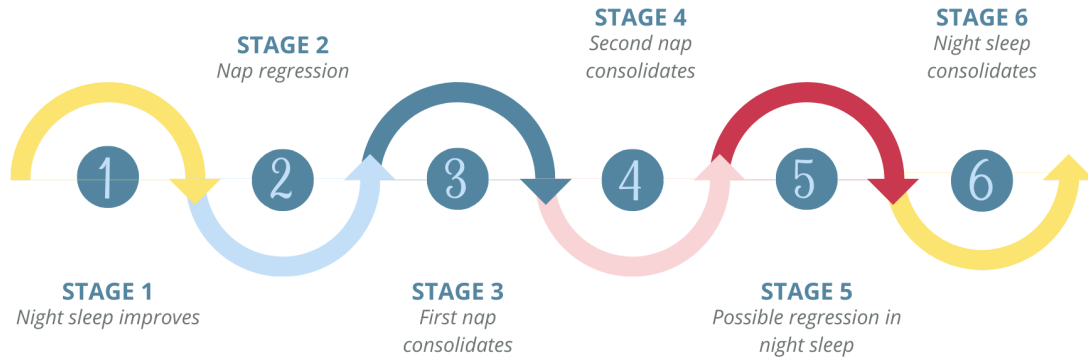 STAGE 4
Second nap
consolidates
STAGE 6
Night sleep
consolidates
STAGE 2
Nap regression
1
2
3
4
5
6
STAGE 1
Night sleep improves
STAGE 3
First nap
consolidates
STAGE 5
Possible regression in
night sleep